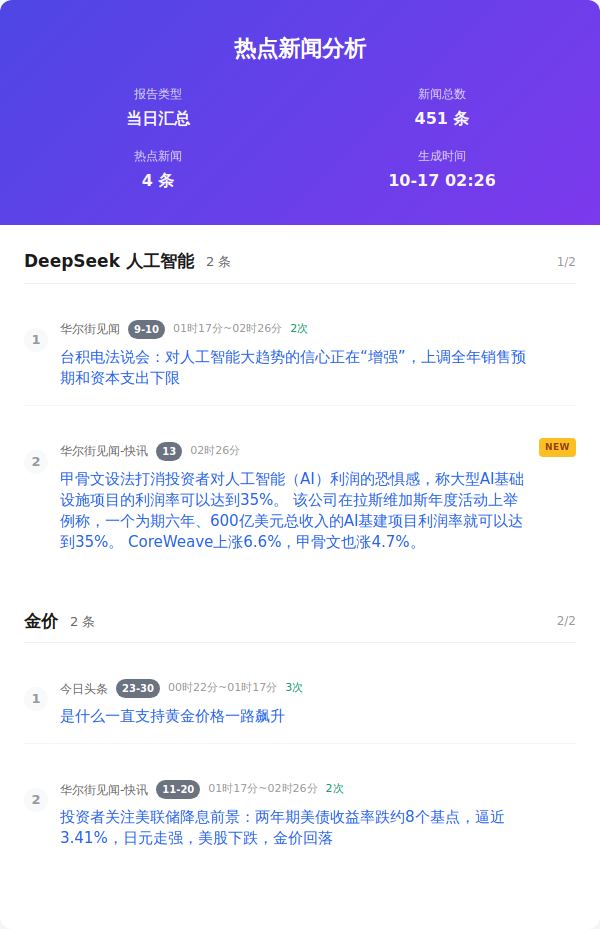 热点新闻分析
报告类型
新闻总数
当日汇总
451 条
热点新闻
生成时间
4 条
10-17 02:26
DeepSeek 人工智能 2 条 1/2
1
华尔街见闻 9-10 01时17分~02时26分 2次
台积电法说会：对人工智能大趋势的信心正在“增强”，上调全年销售预
期和资本支出下限
2
华尔街见闻-快讯 13 02时26分
NEW
甲骨文设法打消投资者对人工智能（AI）利润的恐惧感，称大型AI基础
设施项目的利润率可以达到35%。 该公司在拉斯维加斯年度活动上举
例称，一个为期六年、600亿美元总收入的AI基建项目利润率就可以达
到35%。 CoreWeave上涨6.6%，甲骨文也涨4.7%。
金价 2 条 2/2
1
今日头条 23-30 00时22分~01时17分 3次
是什么一直支持黄金价格一路飙升
2
华尔街见闻-快讯 11-20 01时17分~02时26分 2次
投资者关注美联储降息前景：两年期美债收益率跌约8个基点，逼近
3.41%，日元走强，美股下跌，金价回落